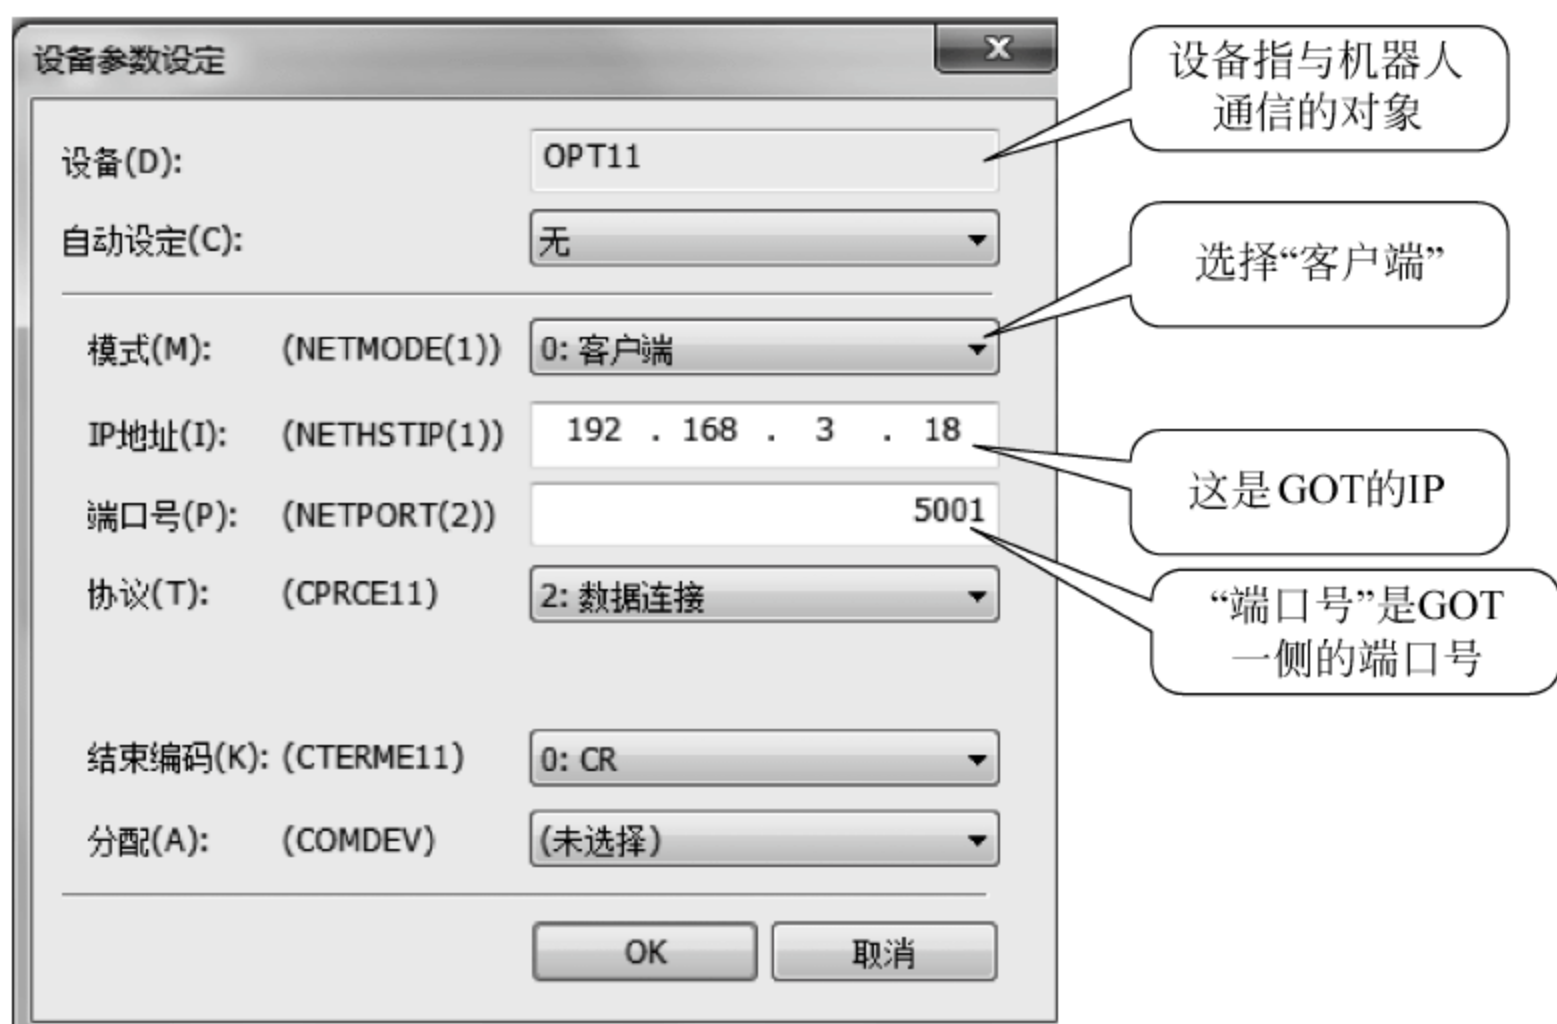 设备参数设定
x
设备指与机器人
通信的对象
设备(D):
OPT11
自动设定(C):
无
选择“客户端”
模式(M): (NETMODE(1))
0: 客户端
IP地址(I): (NETHSTIP(1))
192 . 168 . 3 . 18
这是GOT的IP
端口号(P): (NETPORT(2))
5001
“端口号”是GOT
一侧的端口号
协议(T): (CPRCE11)
2: 数据连接
结束编码(K): (CTERME11)
0: CR
分配(A): (COMDEV)
(未选择)
OK
取消